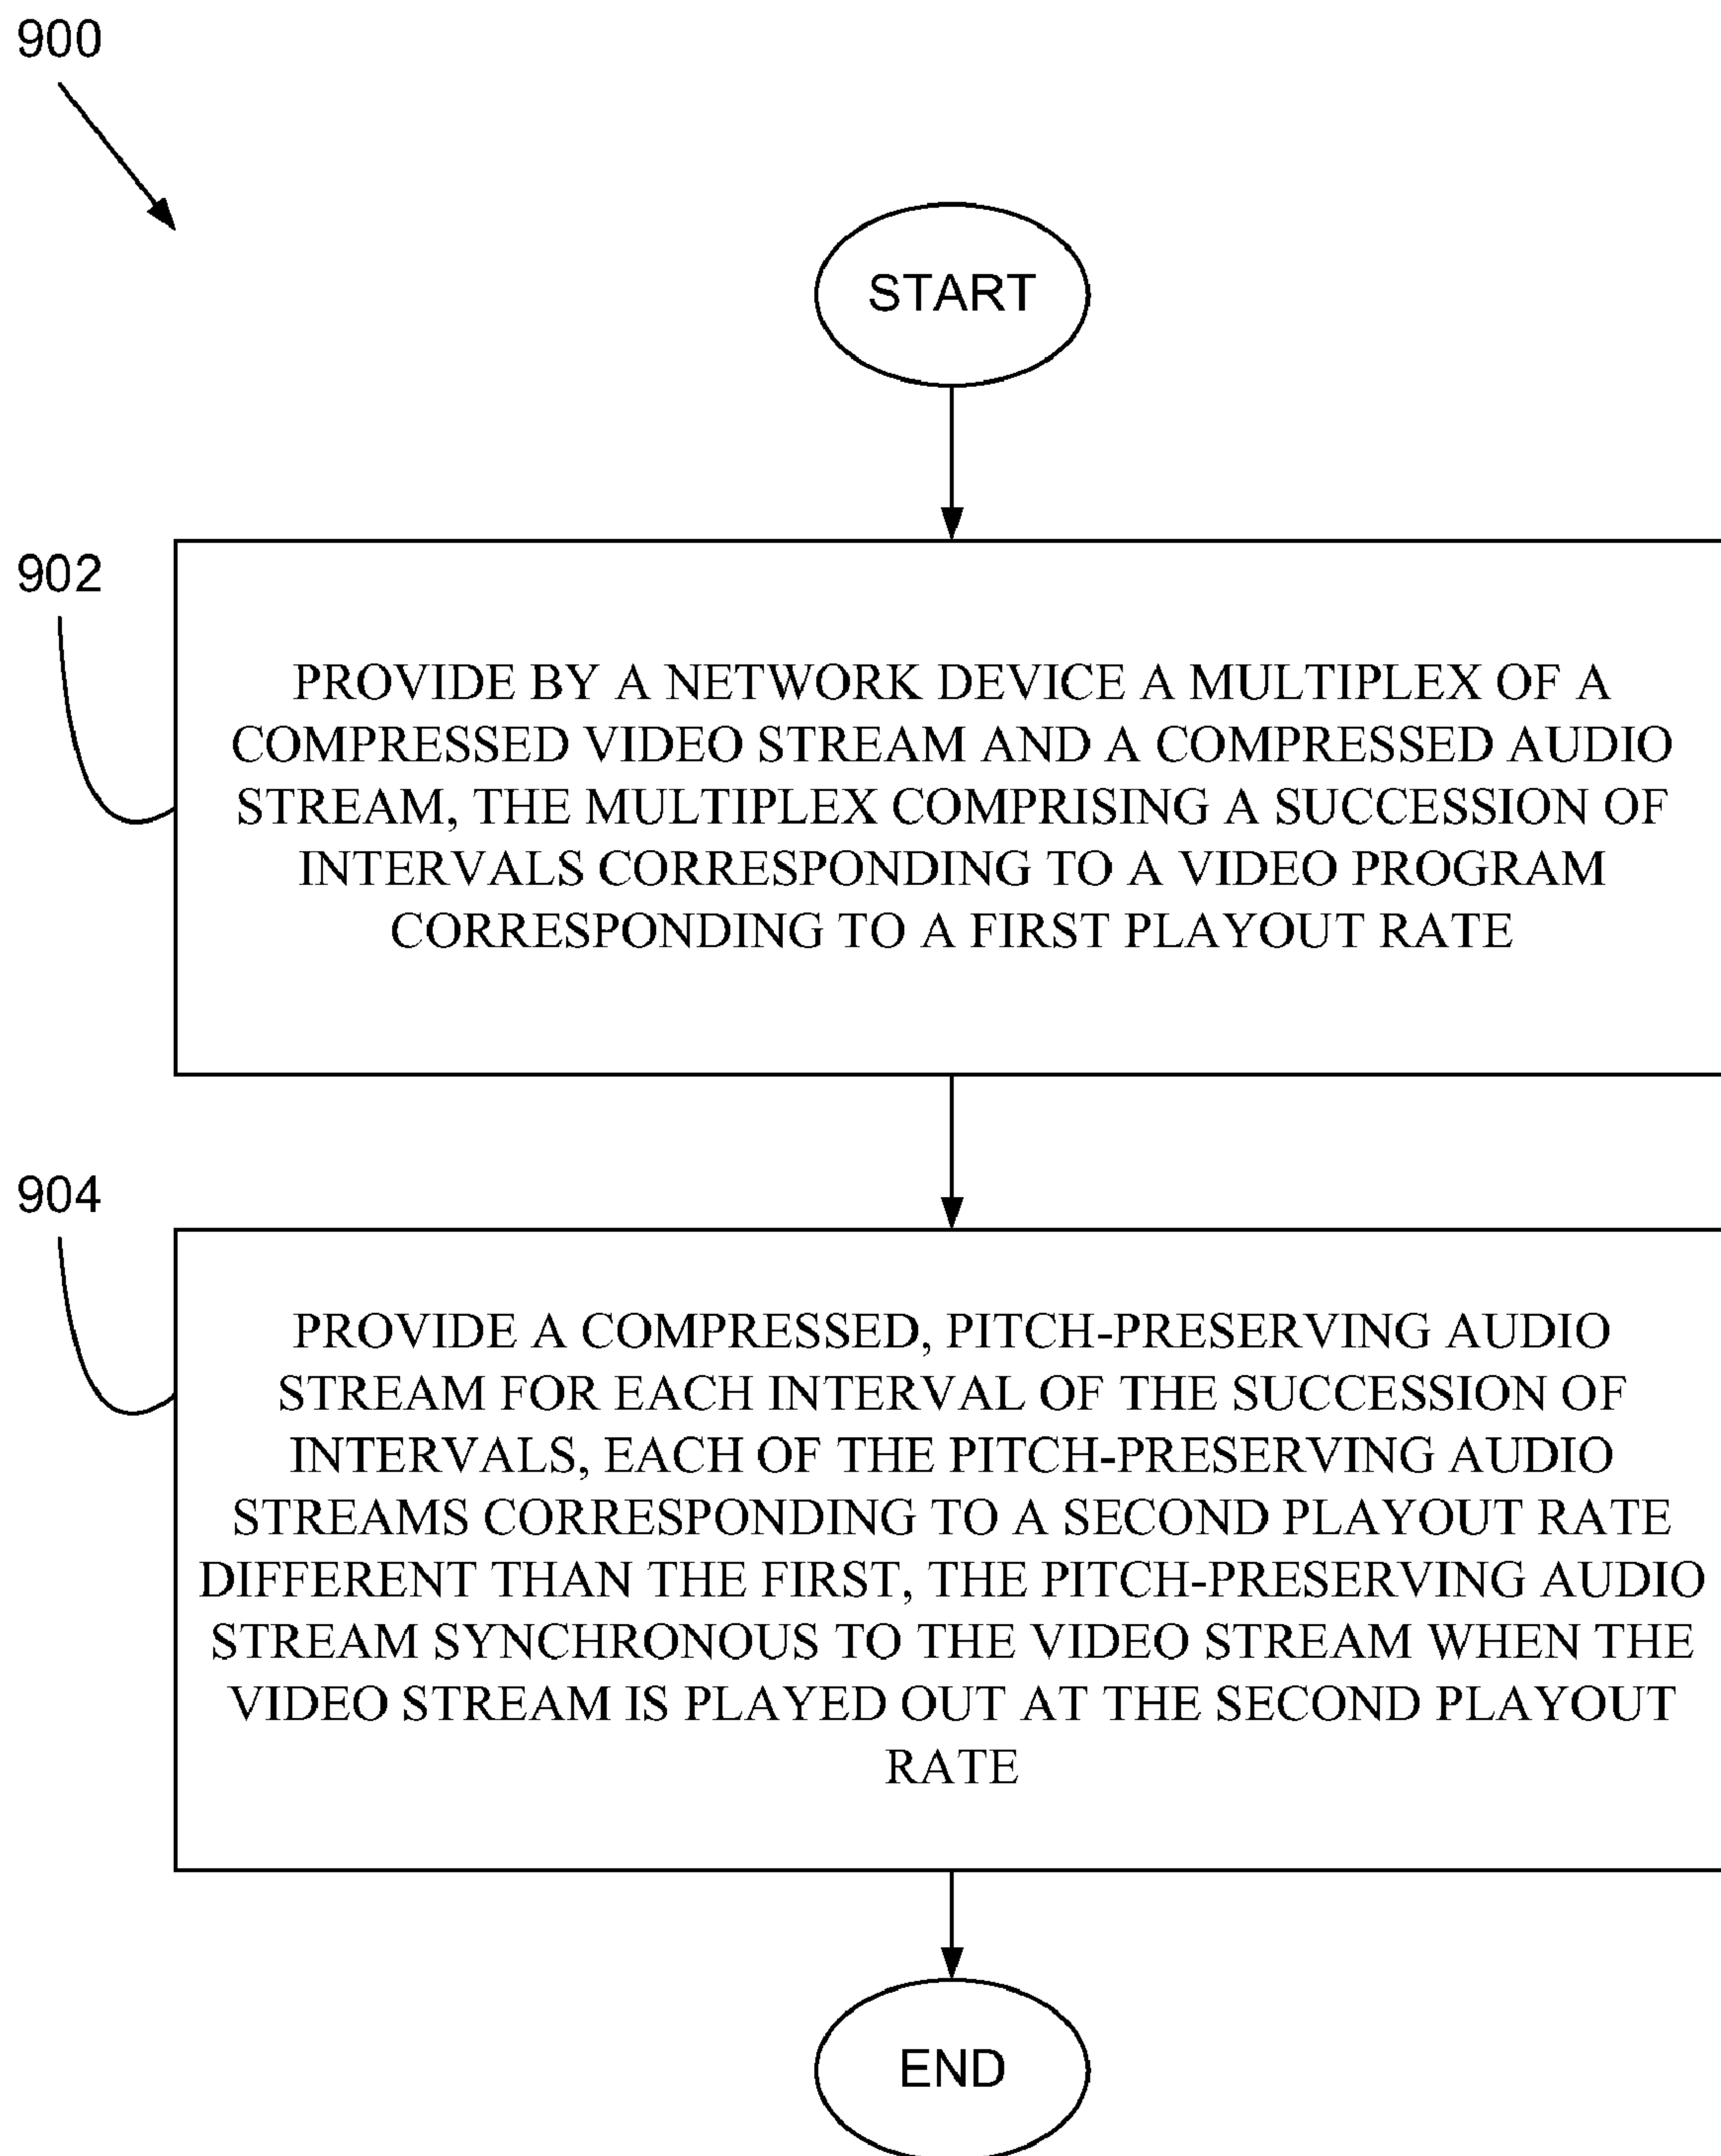 900
START
902
PROVIDE BY A NETWORK DEVICE A MULTIPLEX OF A
COMPRESSED VIDEO STREAM AND A COMPRESSED AUDIO
STREAM, THE MULTIPLEX COMPRISING A SUCCESSION OF
INTERVALS CORRESPONDING TO A VIDEO PROGRAM
CORRESPONDING TO A FIRST PLAYOUT RATE
904
PROVIDE A COMPRESSED, PITCH-PRESERVING AUDIO
STREAM FOR EACH INTERVAL OF THE SUCCESSION OF
INTERVALS, EACH OF THE PITCH-PRESERVING AUDIO
STREAMS CORRESPONDING TO A SECOND PLAYOUT RATE
DIFFERENT THAN THE FIRST, THE PITCH-PRESERVING AUDIO
STREAM SYNCHRONOUS TO THE VIDEO STREAM WHEN THE
VIDEO STREAM IS PLAYED OUT AT THE SECOND PLAYOUT
RATE
END